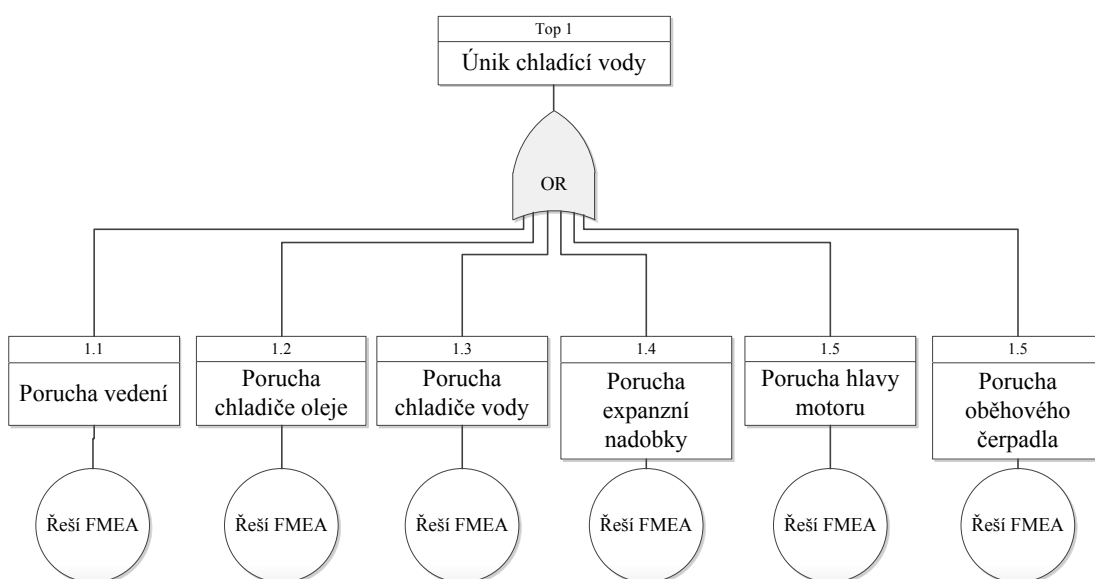 Top 1
Únik chladící vody
OR
1.1
Porucha vedení
1.2
Porucha
chladiče oleje
1.3
Porucha
chladiče vody
1.4
Porucha
expanzní
nadobky
1.5
Porucha hlavy
motoru
1.5
Porucha
oběhového
čerpadla
Řeší FMEA
Řeší FMEA
Řeší FMEA
Řeší FMEA
Řeší FMEA
Řeší FMEA